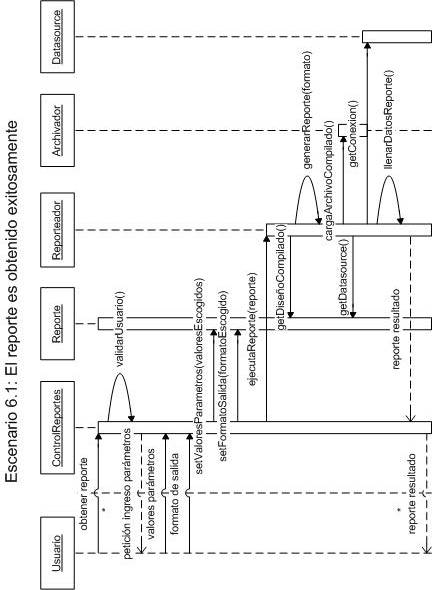 Escenario 6.1: El reporte es obtenido exitosamente
Usuario
ControlReportes
Reporte
Reporteador
Archivador
Datasource
obtener reporte
*
validarUsuario()
petición ingreso parámetros
valores parámetros
formato de salida
setValoresParametros(valoresEscogidos)
setFormatoSalida(formatoEscogido)
ejecutaReporte(reporte)
getDiseñoCompilado()
generarReporte(formato)
cargaArchivoCompilado()
getDatasource()
getConexion()
llenarDatosReporte()
reporte resultado
*
reporte resultado